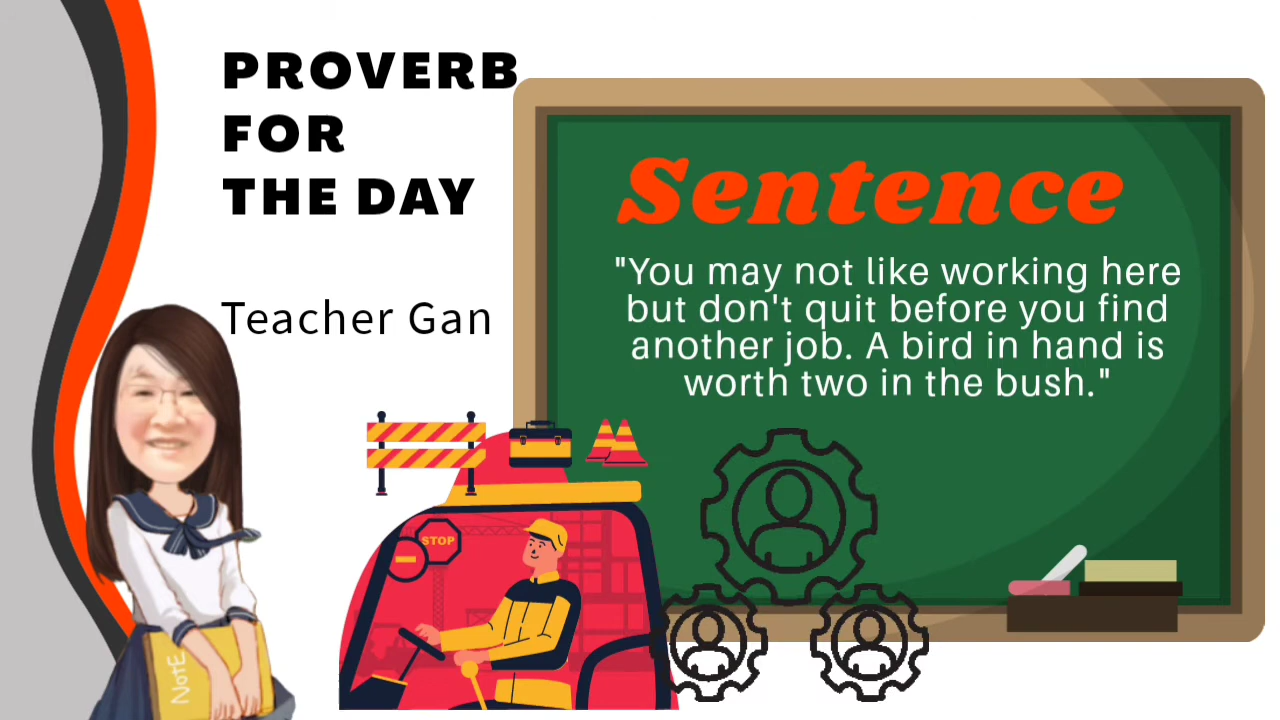 PROVERB
FOR
THE DAY
Teacher Gan
Sentence
"You may not like working here
but don't quit before you find
another job. A bird in hand is
worth two in the bush."
STOP
NotE